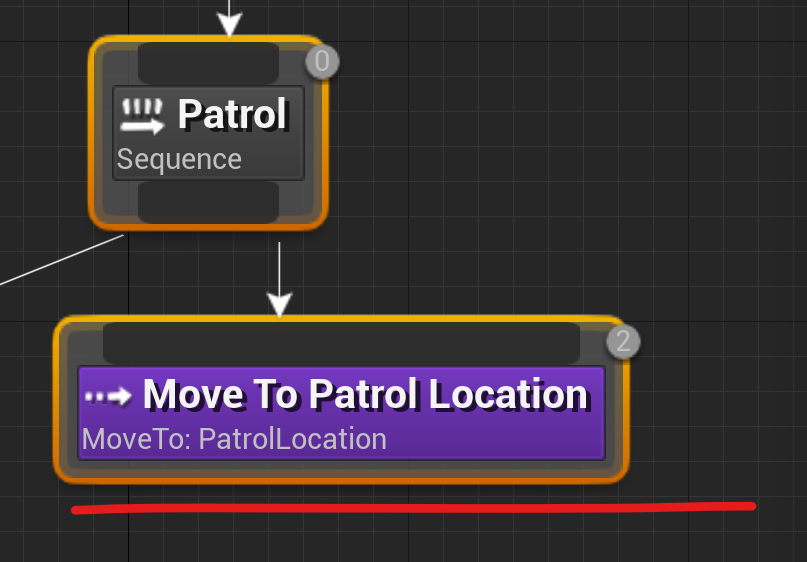 0
Patrol
Sequence
2
Move To Patrol Location
MoveTo: PatrolLocation